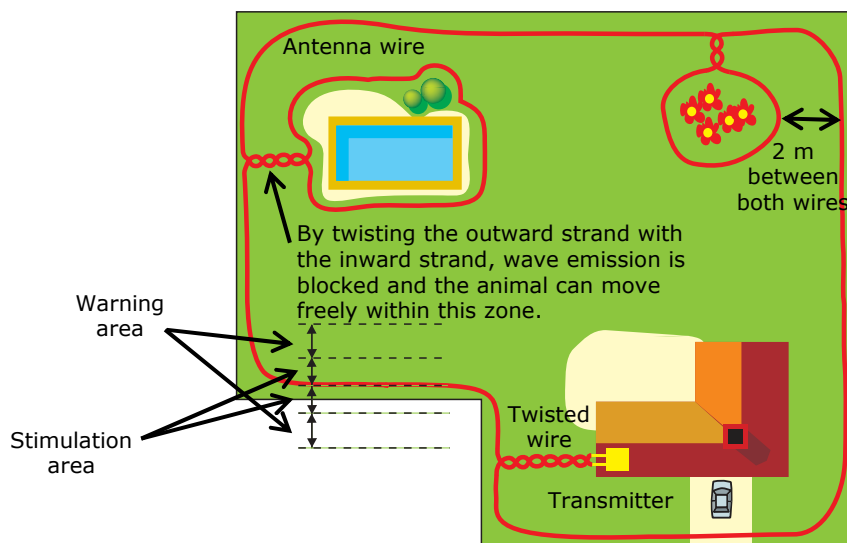 Antenna wire
2 m
between
both wires
By twisting the outward strand with
the inward strand, wave emission is
blocked and the animal can move
freely within this zone.
Warning
area
Stimulation
area
Twisted
wire
Transmitter